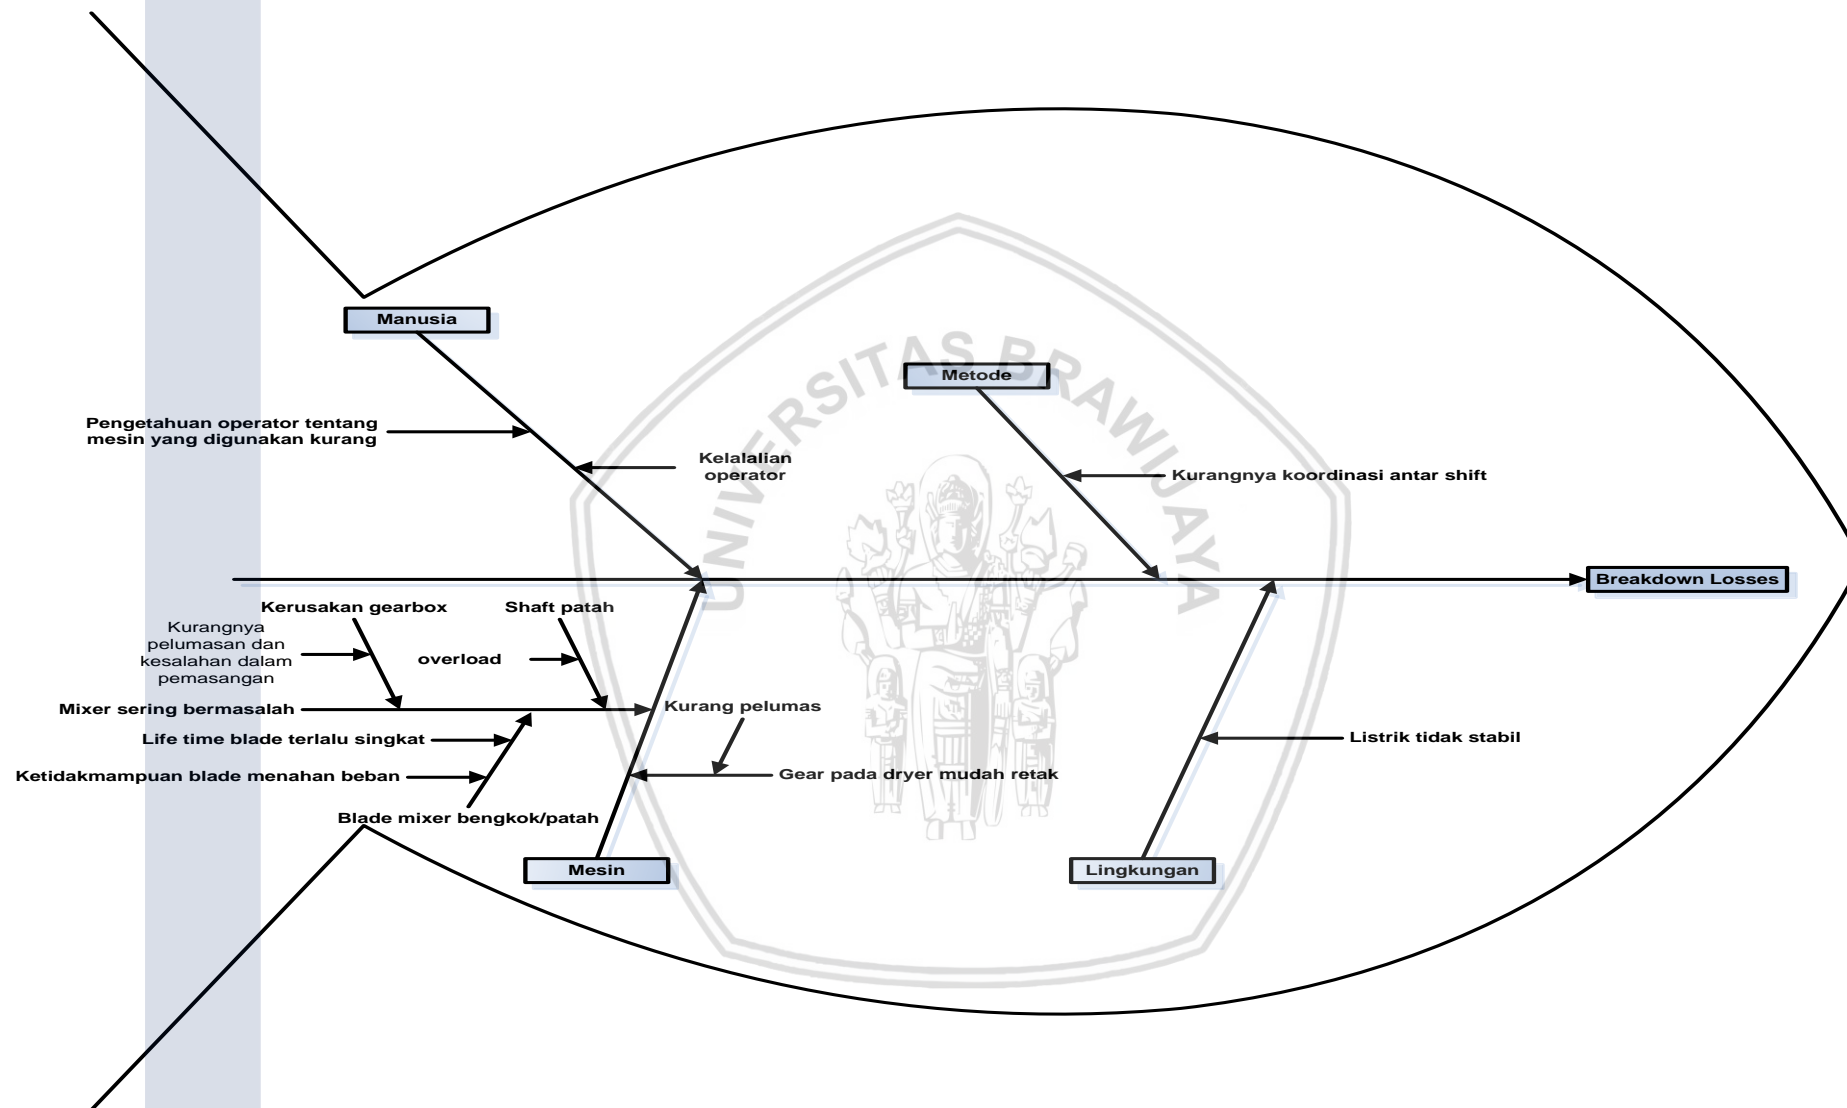 Manusia
UNIVERSITAS BRAWIJAYA
Metode
Pengetahuan operator tentang
mesin yang digunakan kurang
Kelalalian
operator
Kurangnya koordinasi antar shift
Breakdown Losses
Kerusakan gearbox
Shaft patah
Kurangnya
pelumasan dan
kesalahan dalam
pemasangan
overload
Mixer sering bermasalah
Kurang pelumas
Life time blade terlalu singkat
Listrik tidak stabil
Ketidakmampuan blade menahan beban
Gear pada dryer mudah retak
Blade mixer bengkok/patah
Mesin
Lingkungan